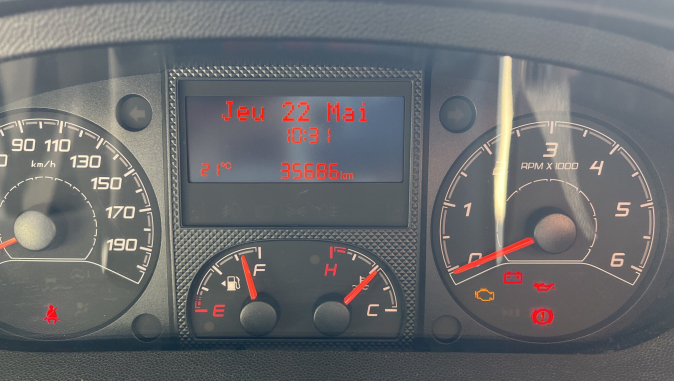 Jeu 22 Mai
10:31
21°C 35686km
90 110 130 150 170 190
km/h
0 1 2 3 4 5 6
RPM X 1000
E F
H C